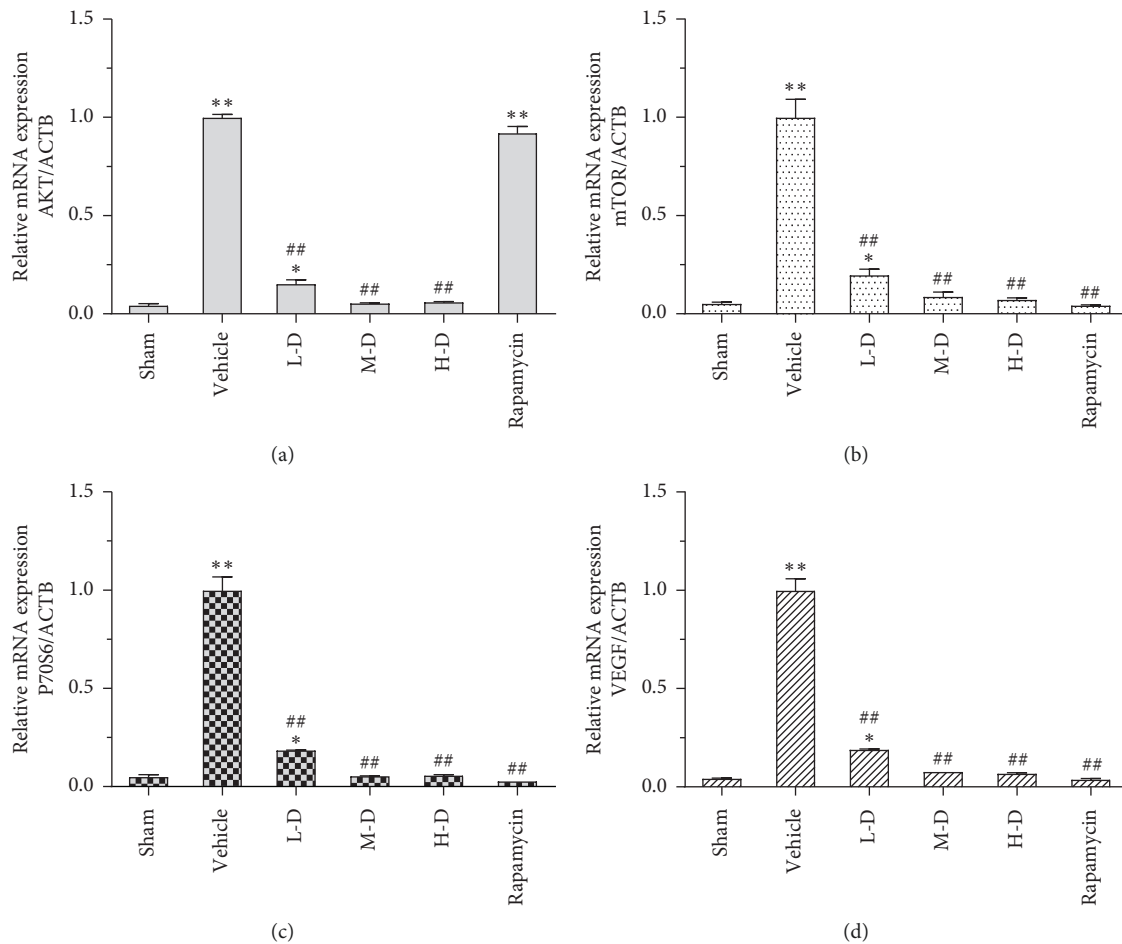 Relative mRNA expression
AKT/ACTB
1.5
1.0
0.5
0.0
**
##
*
##
##
**
Sham
Vehicle
L-D
M-D
H-D
Rapamycin
(a)
Relative mRNA expression
mTOR/ACTB
1.5
1.0
0.5
0.0
**
##
*
##
##
##
Sham
Vehicle
L-D
M-D
H-D
Rapamycin
(b)
Relative mRNA expression
P70S6/ACTB
1.5
1.0
0.5
0.0
**
##
*
##
##
##
Sham
Vehicle
L-D
M-D
H-D
Rapamycin
(c)
Relative mRNA expression
VEGF/ACTB
1.5
1.0
0.5
0.0
**
##
*
##
##
##
Sham
Vehicle
L-D
M-D
H-D
Rapamycin
(d)